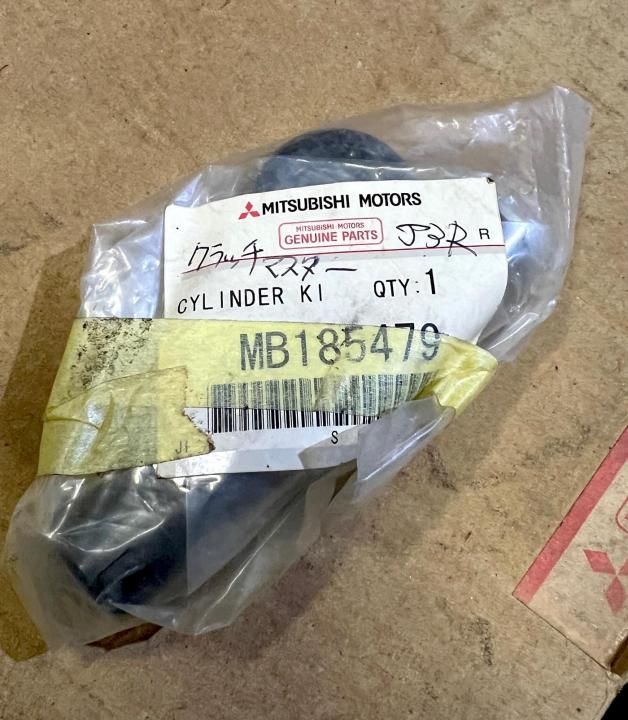 MITSUBISHI MOTORS
MITSUBISHI MOTORS
GENUINE PARTS
J3R R
クラッチ
マスター
CYLINDER KI QTY:1
MB185479
S